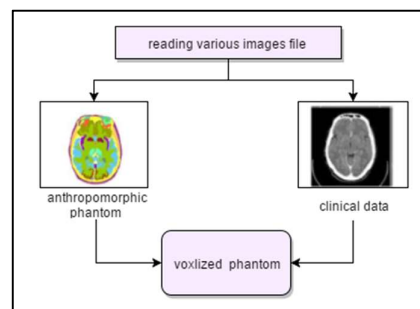 reading various images file
anthropomorphic
phantom
clinical data
voxlized phantom